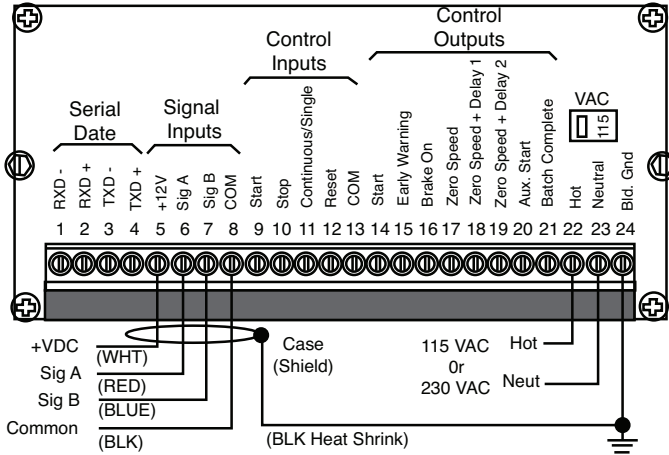 Control
Inputs
Control
Outputs
Serial
Date
Signal
Inputs
VAC
115
RXD -
RXD +
TXD -
TXD +
+12V
Sig A
Sig B
COM
Start
Stop
Continuous/Single
Reset
COM
Start
Early Warning
Brake On
Zero Speed
Zero Speed + Delay 1
Zero Speed + Delay 2
Aux. Start
Batch Complete
Hot
Neutral
Bld. Gnd
1 2 3 4 5 6 7 8 9 10 11 12 13 14 15 16 17 18 19 20 21 22 23 24
+VDC
(WHT)
Sig A
(RED)
Sig B
(BLUE)
Common
(BLK)
Case
(Shield)
(BLK Heat Shrink)
115 VAC
0r
230 VAC
Hot
Neut